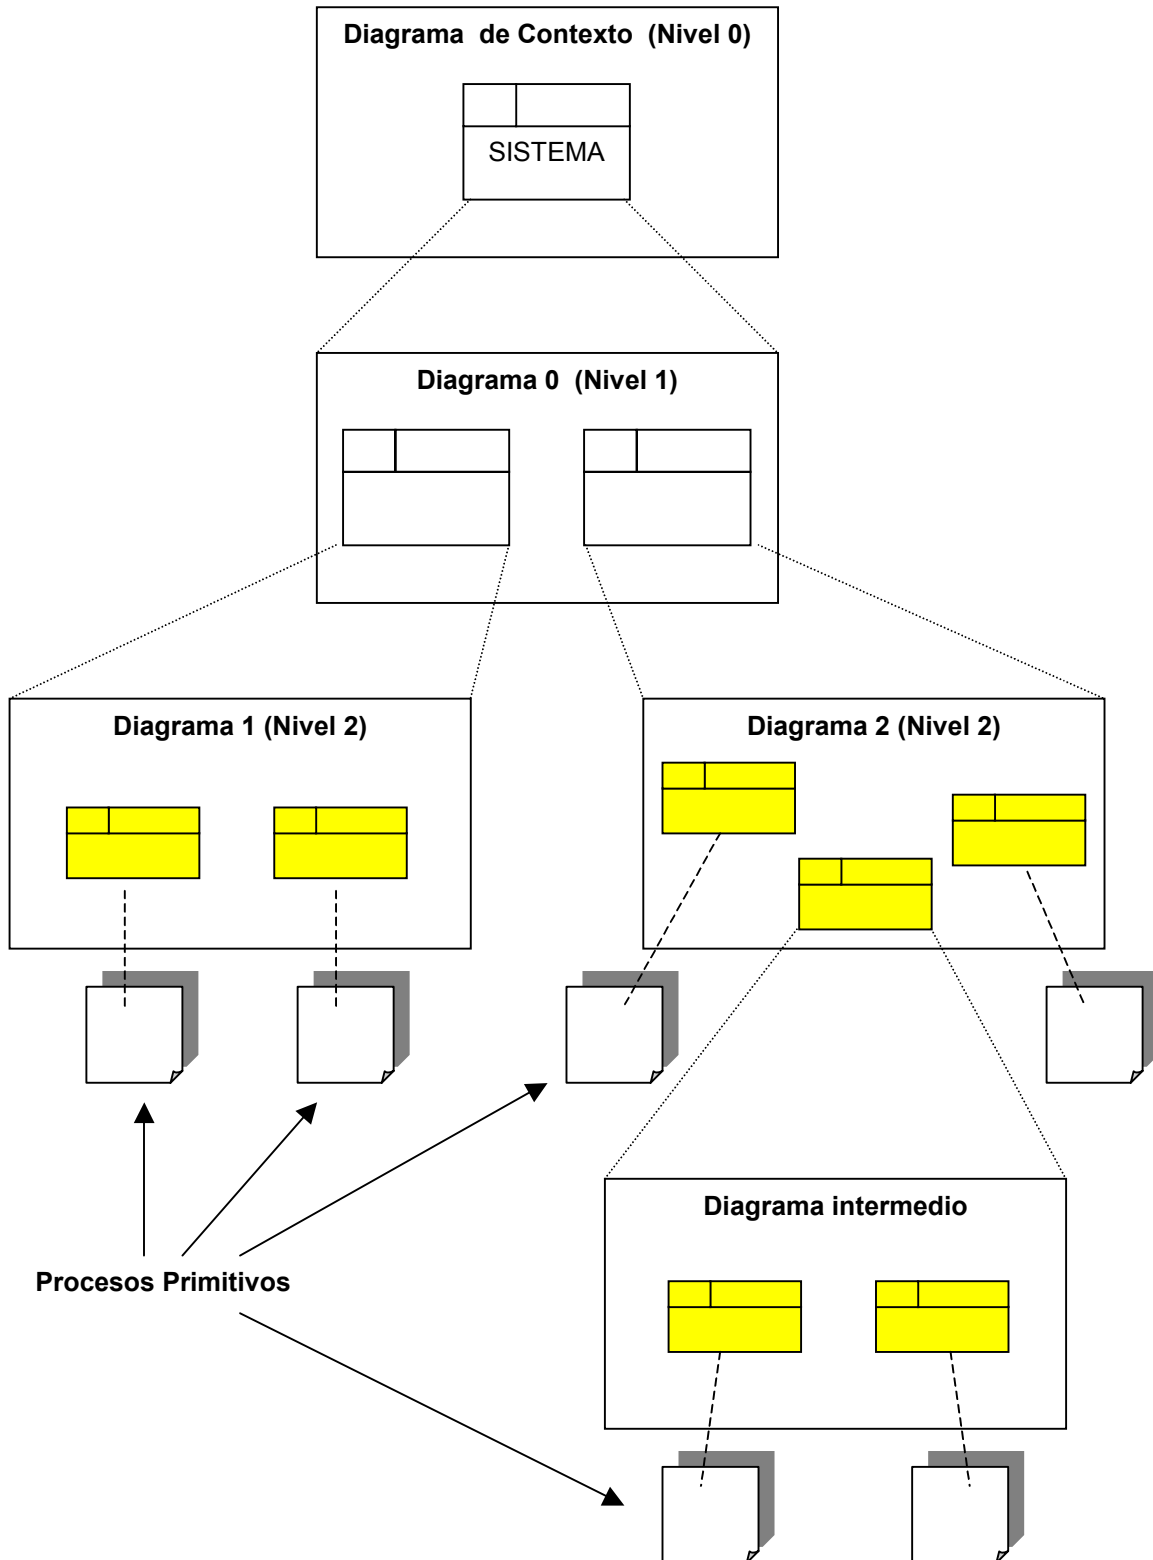 Diagrama de Contexto (Nivel 0)
SISTEMA
Diagrama 0 (Nivel 1)
Diagrama 1 (Nivel 2)
Diagrama 2 (Nivel 2)
Diagrama intermedio
Procesos Primitivos